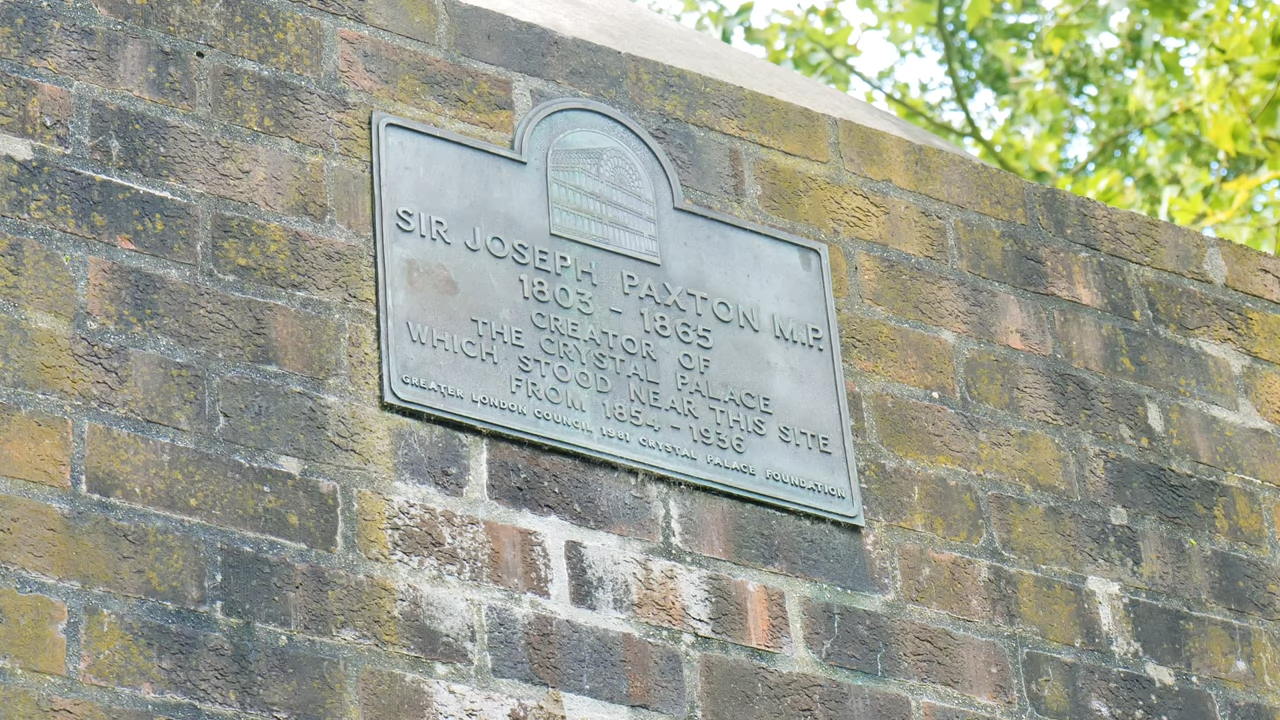 SIR JOSEPH PAXTON M.P.
1803 - 1865
CREATOR OF
THE CRYSTAL PALACE
WHICH STOOD NEAR THIS SITE
FROM 1854 - 1936
GREATER LONDON COUNCIL 1981 CRYSTAL PALACE FOUNDATION